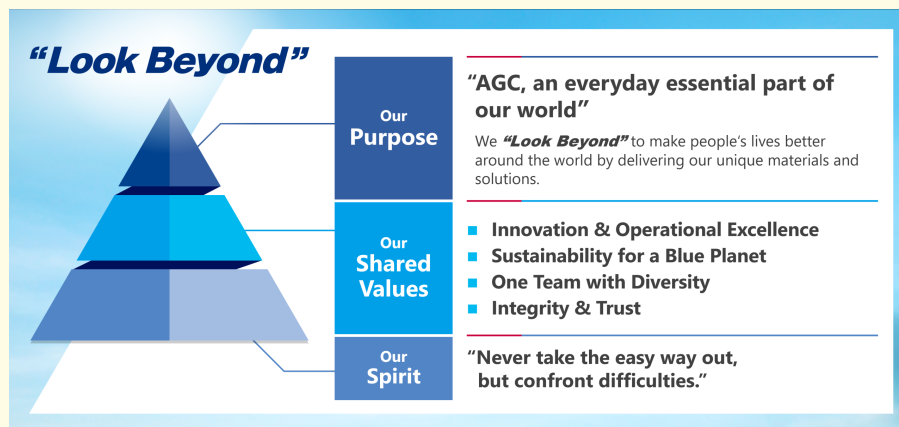 “Look Beyond”
Our
Purpose
“AGC, an everyday essential part of
our world”
We “Look Beyond” to make people’s lives better
around the world by delivering our unique materials and
solutions.
Our
Shared
Values
Innovation & Operational Excellence
Sustainability for a Blue Planet
One Team with Diversity
Integrity & Trust
Our
Spirit
“Never take the easy way out,
but confront difficulties.”